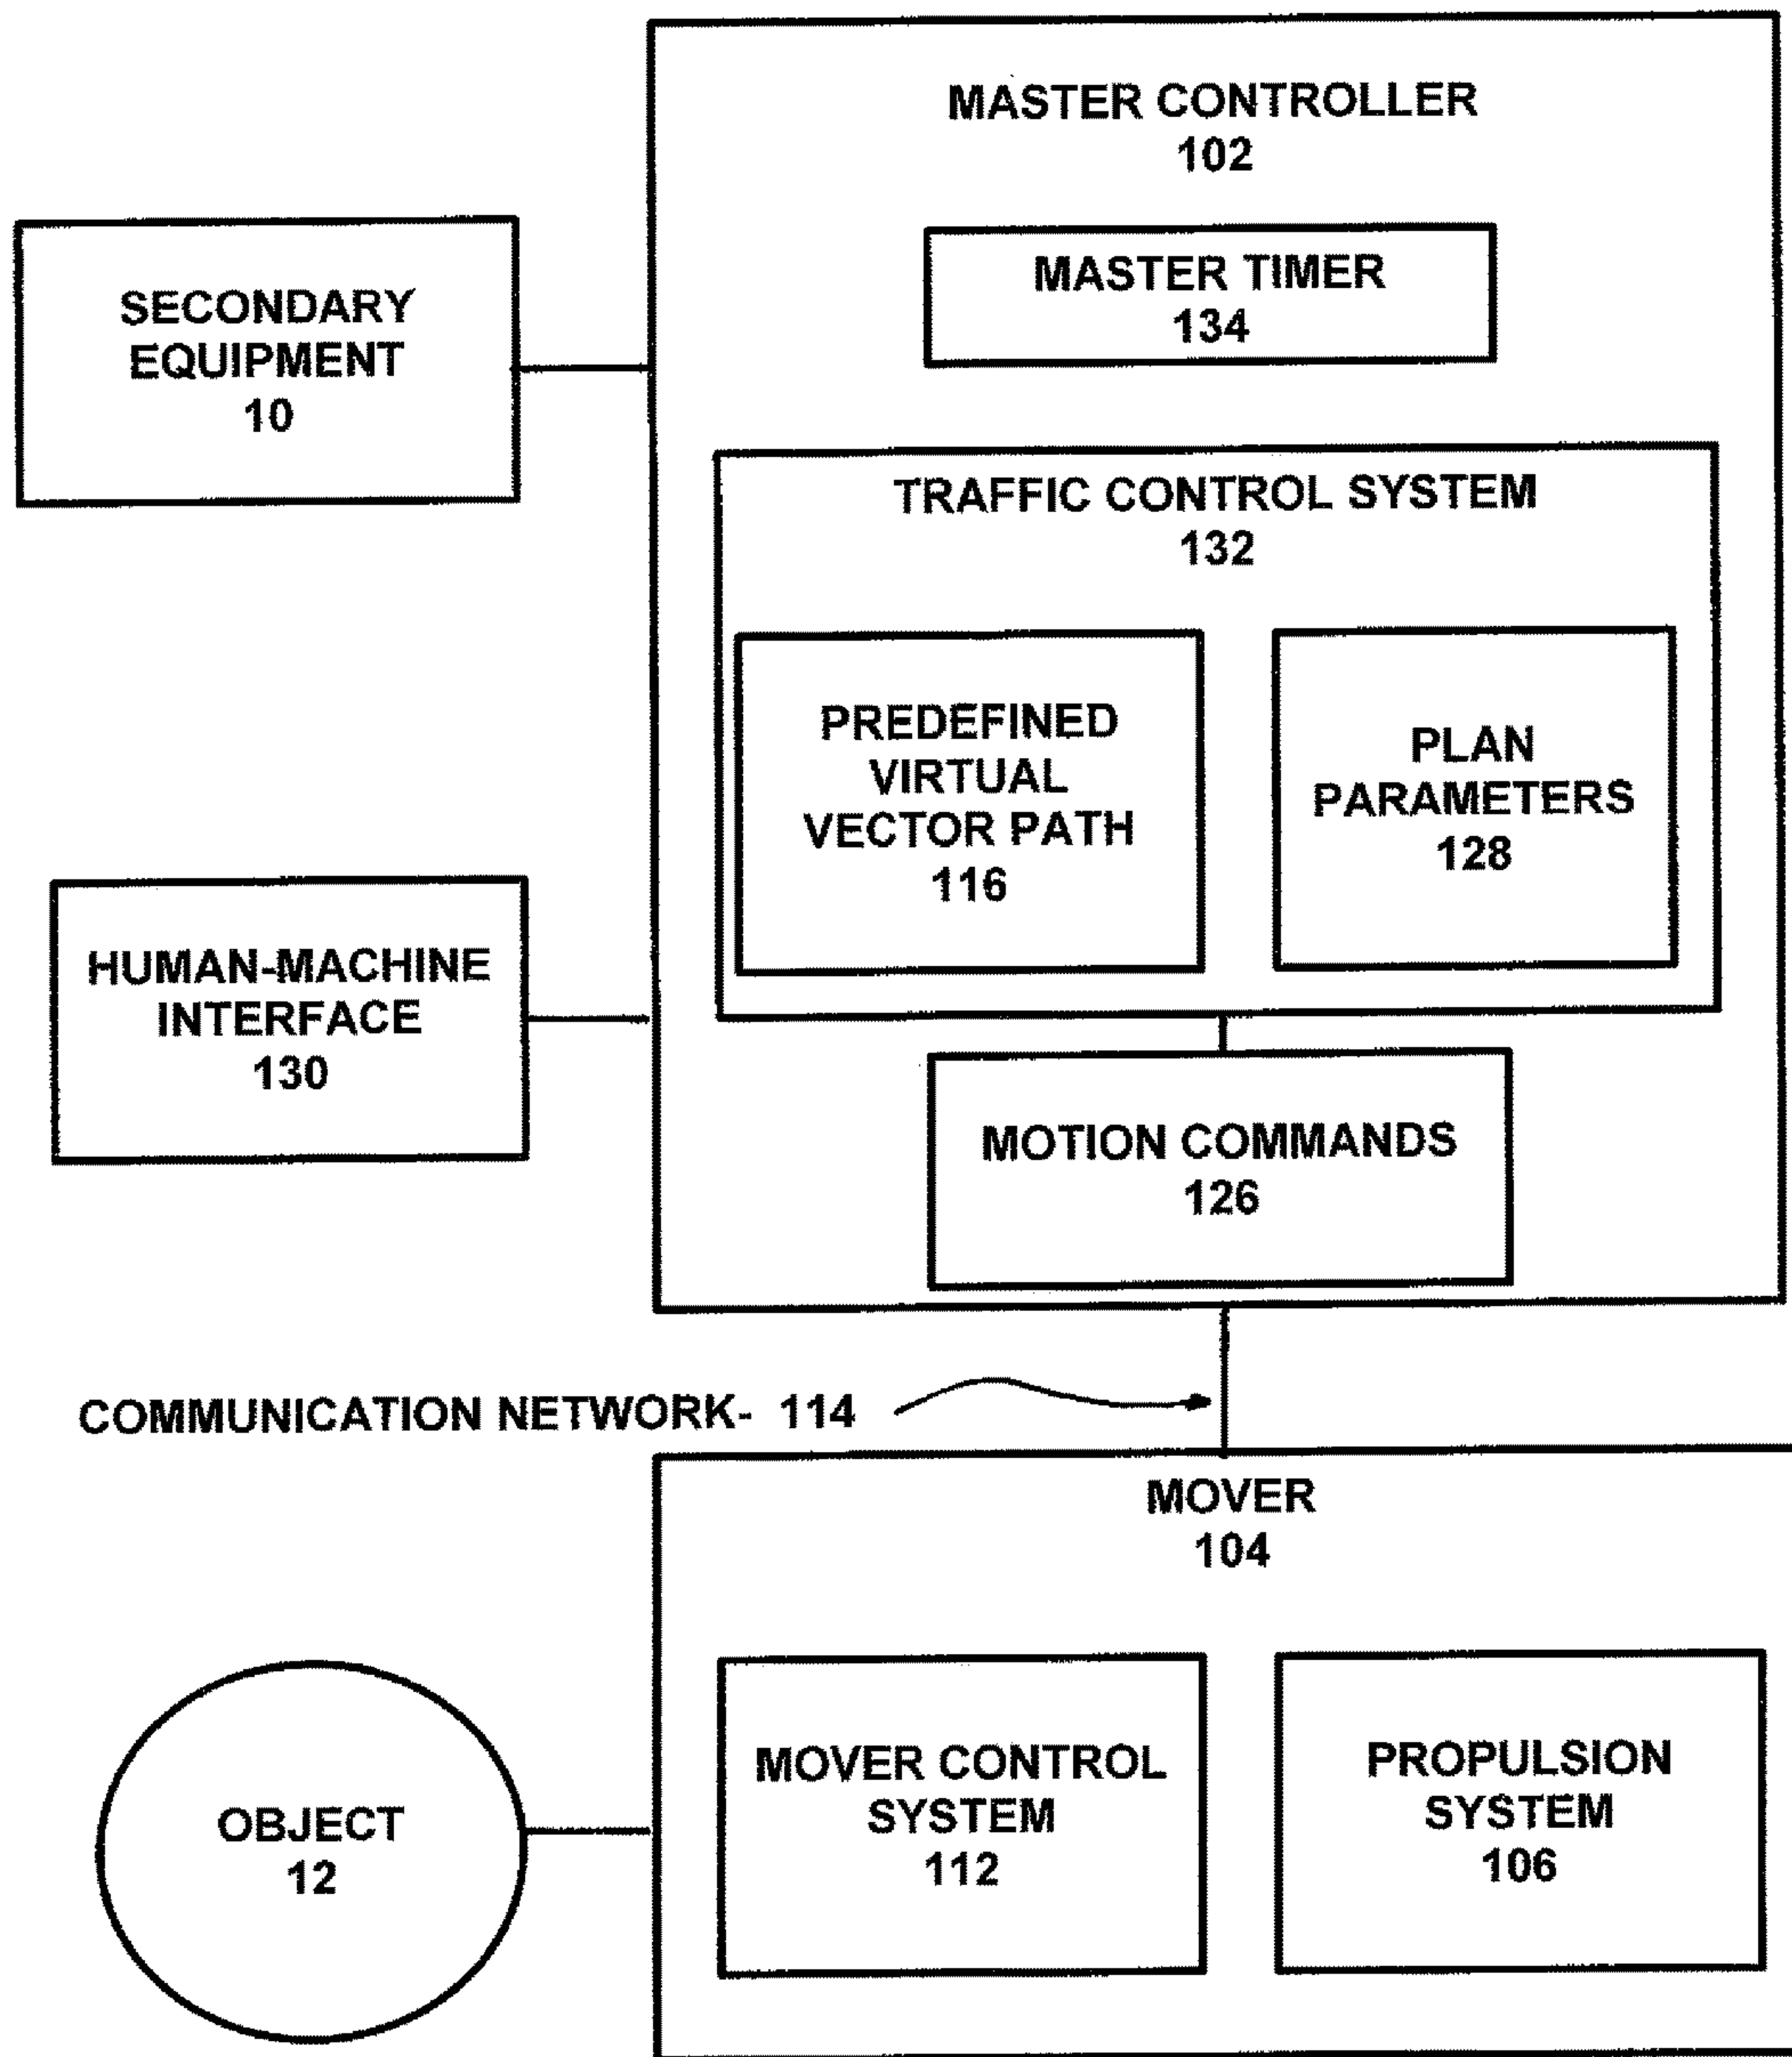 MASTER CONTROLLER
102
MASTER TIMER
134
SECONDARY
EQUIPMENT
10
TRAFFIC CONTROL SYSTEM
132
PREDEFINED
VIRTUAL
VECTOR PATH
116
PLAN
PARAMETERS
128
HUMAN-MACHINE
INTERFACE
130
MOTION COMMANDS
126
COMMUNICATION NETWORK- 114
MOVER
104
MOVER CONTROL
SYSTEM
112
PROPULSION
SYSTEM
106
OBJECT
12